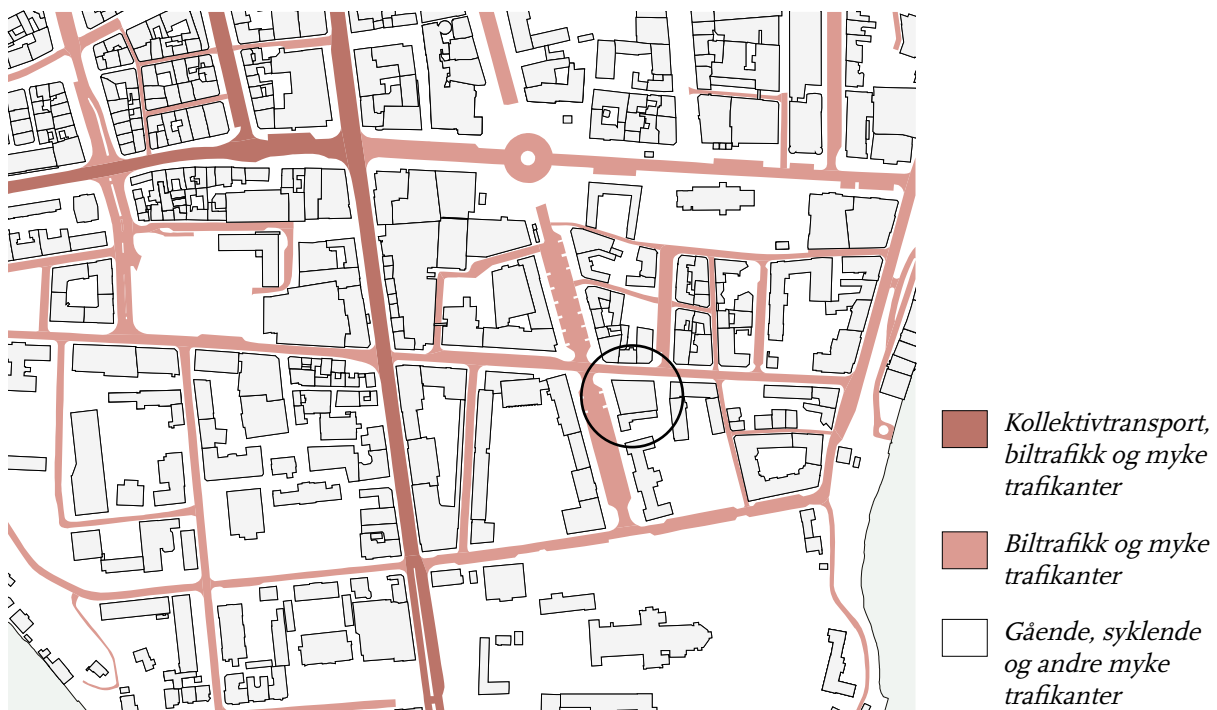 Kollektivtransport,
biltrafikk og myke
trafikanter
Biltrafikk og myke
trafikanter
Gående, syklende
og andre myke
trafikanter